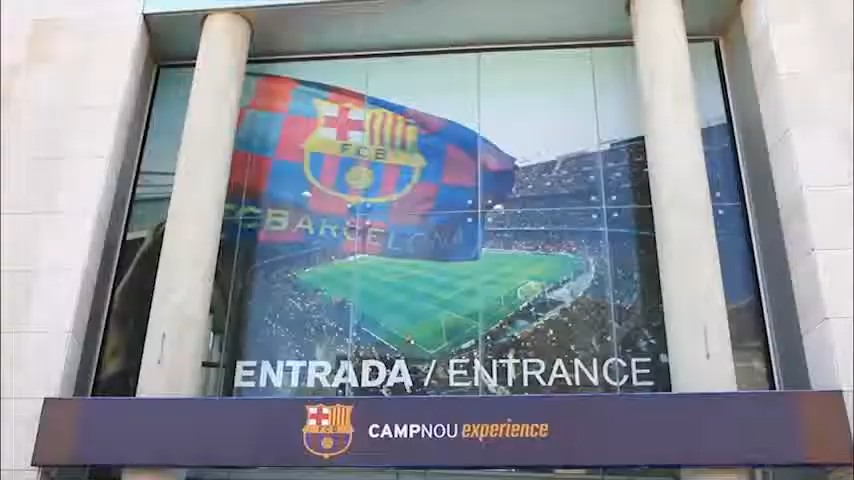 FCB
FCBARCELONA
ENTRADA / ENTRANCE
FCB
CAMPNOU experience